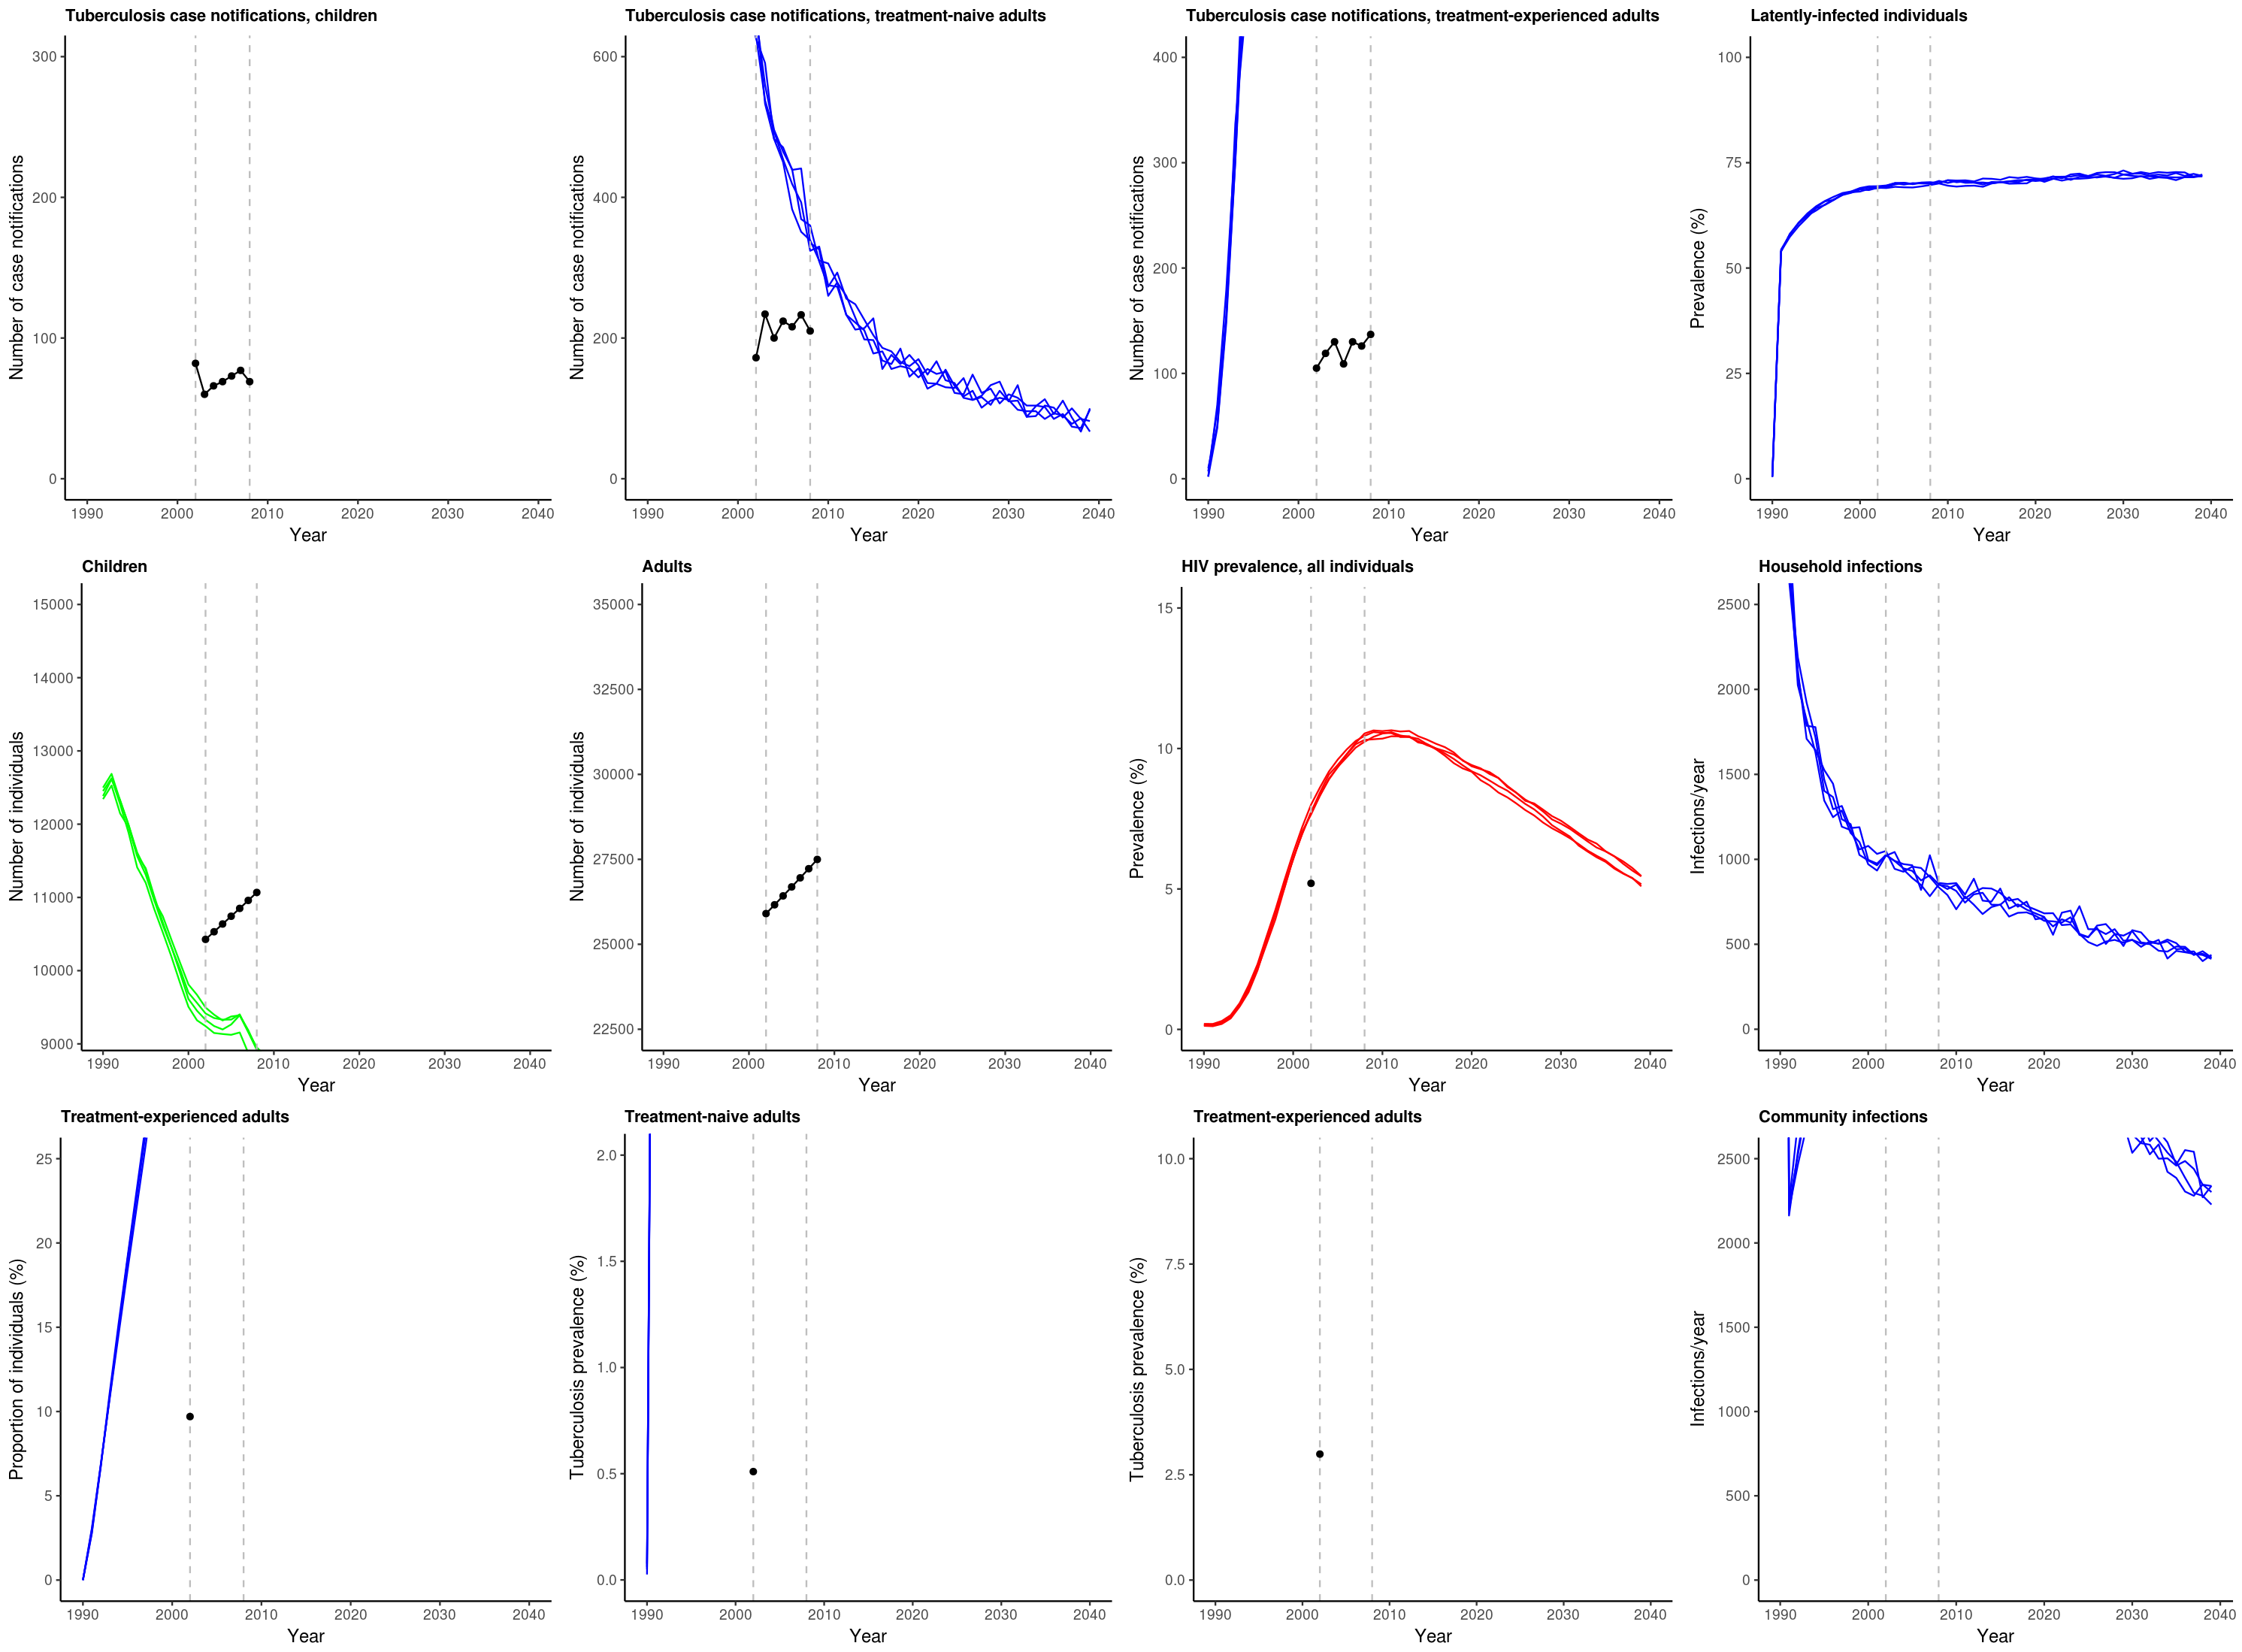 Tuberculosis case notifications, children
Number of case notifications
300
200
100
0
1990 2000 2010 2020 2030 2040
Year
Tuberculosis case notifications, treatment-naive adults
Number of case notifications
600
400
200
0
1990 2000 2010 2020 2030 2040
Year
Tuberculosis case notifications, treatment-experienced adults
Number of case notifications
400
300
200
100
0
1990 2000 2010 2020 2030 2040
Year
Latently-infected individuals
Prevalence (%)
100
75
50
25
0
1990 2000 2010 2020 2030 2040
Year
Children
Number of individuals
15000
14000
13000
12000
11000
10000
9000
1990 2000 2010 2020 2030 2040
Year
Adults
Number of individuals
35000
32500
30000
27500
25000
22500
1990 2000 2010 2020 2030 2040
Year
HIV prevalence, all individuals
Prevalence (%)
15
10
5
0
1990 2000 2010 2020 2030 2040
Year
Household infections
Infections/year
2500
2000
1500
1000
500
0
1990 2000 2010 2020 2030 2040
Year
Treatment-experienced adults
Proportion of individuals (%)
25
20
15
10
5
0
1990 2000 2010 2020 2030 2040
Year
Treatment-naive adults
Tuberculosis prevalence (%)
2.0
1.5
1.0
0.5
0.0
1990 2000 2010 2020 2030 2040
Year
Treatment-experienced adults
Tuberculosis prevalence (%)
10.0
7.5
5.0
2.5
0.0
1990 2000 2010 2020 2030 2040
Year
Community infections
Infections/year
2500
2000
1500
1000
500
0
1990 2000 2010 2020 2030 2040
Year